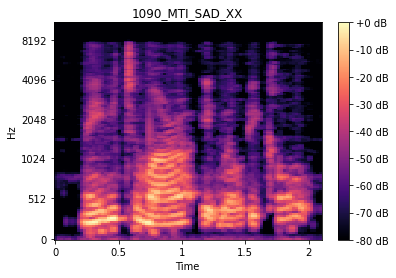 1090_MTI_SAD_XX
+0 dB
8192
-10 dB
4096
-20 dB
-30 dB
2048
Hz
-40 dB
1024
-50 dB
512
-60 dB
-70 dB
0
-80 dB
0
0.5
1
1.5
2
Time